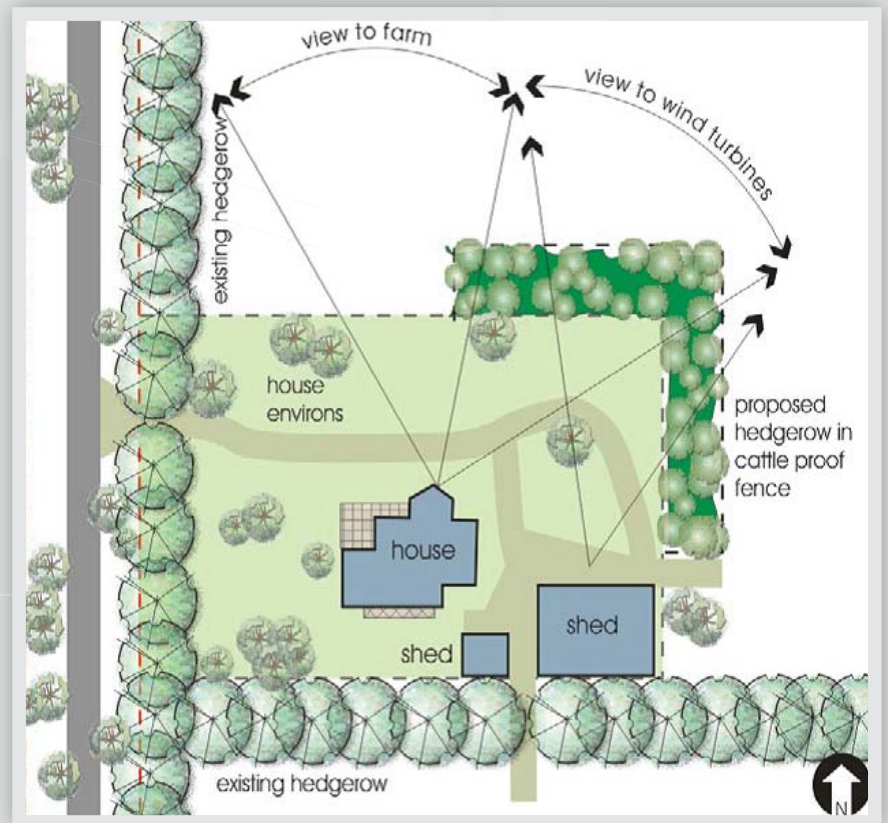 view to farm
view to wind turbines
existing hedgerow
house
environs
proposed
hedgerow in
cattle proof
fence
house
shed
shed
existing hedgerow
N